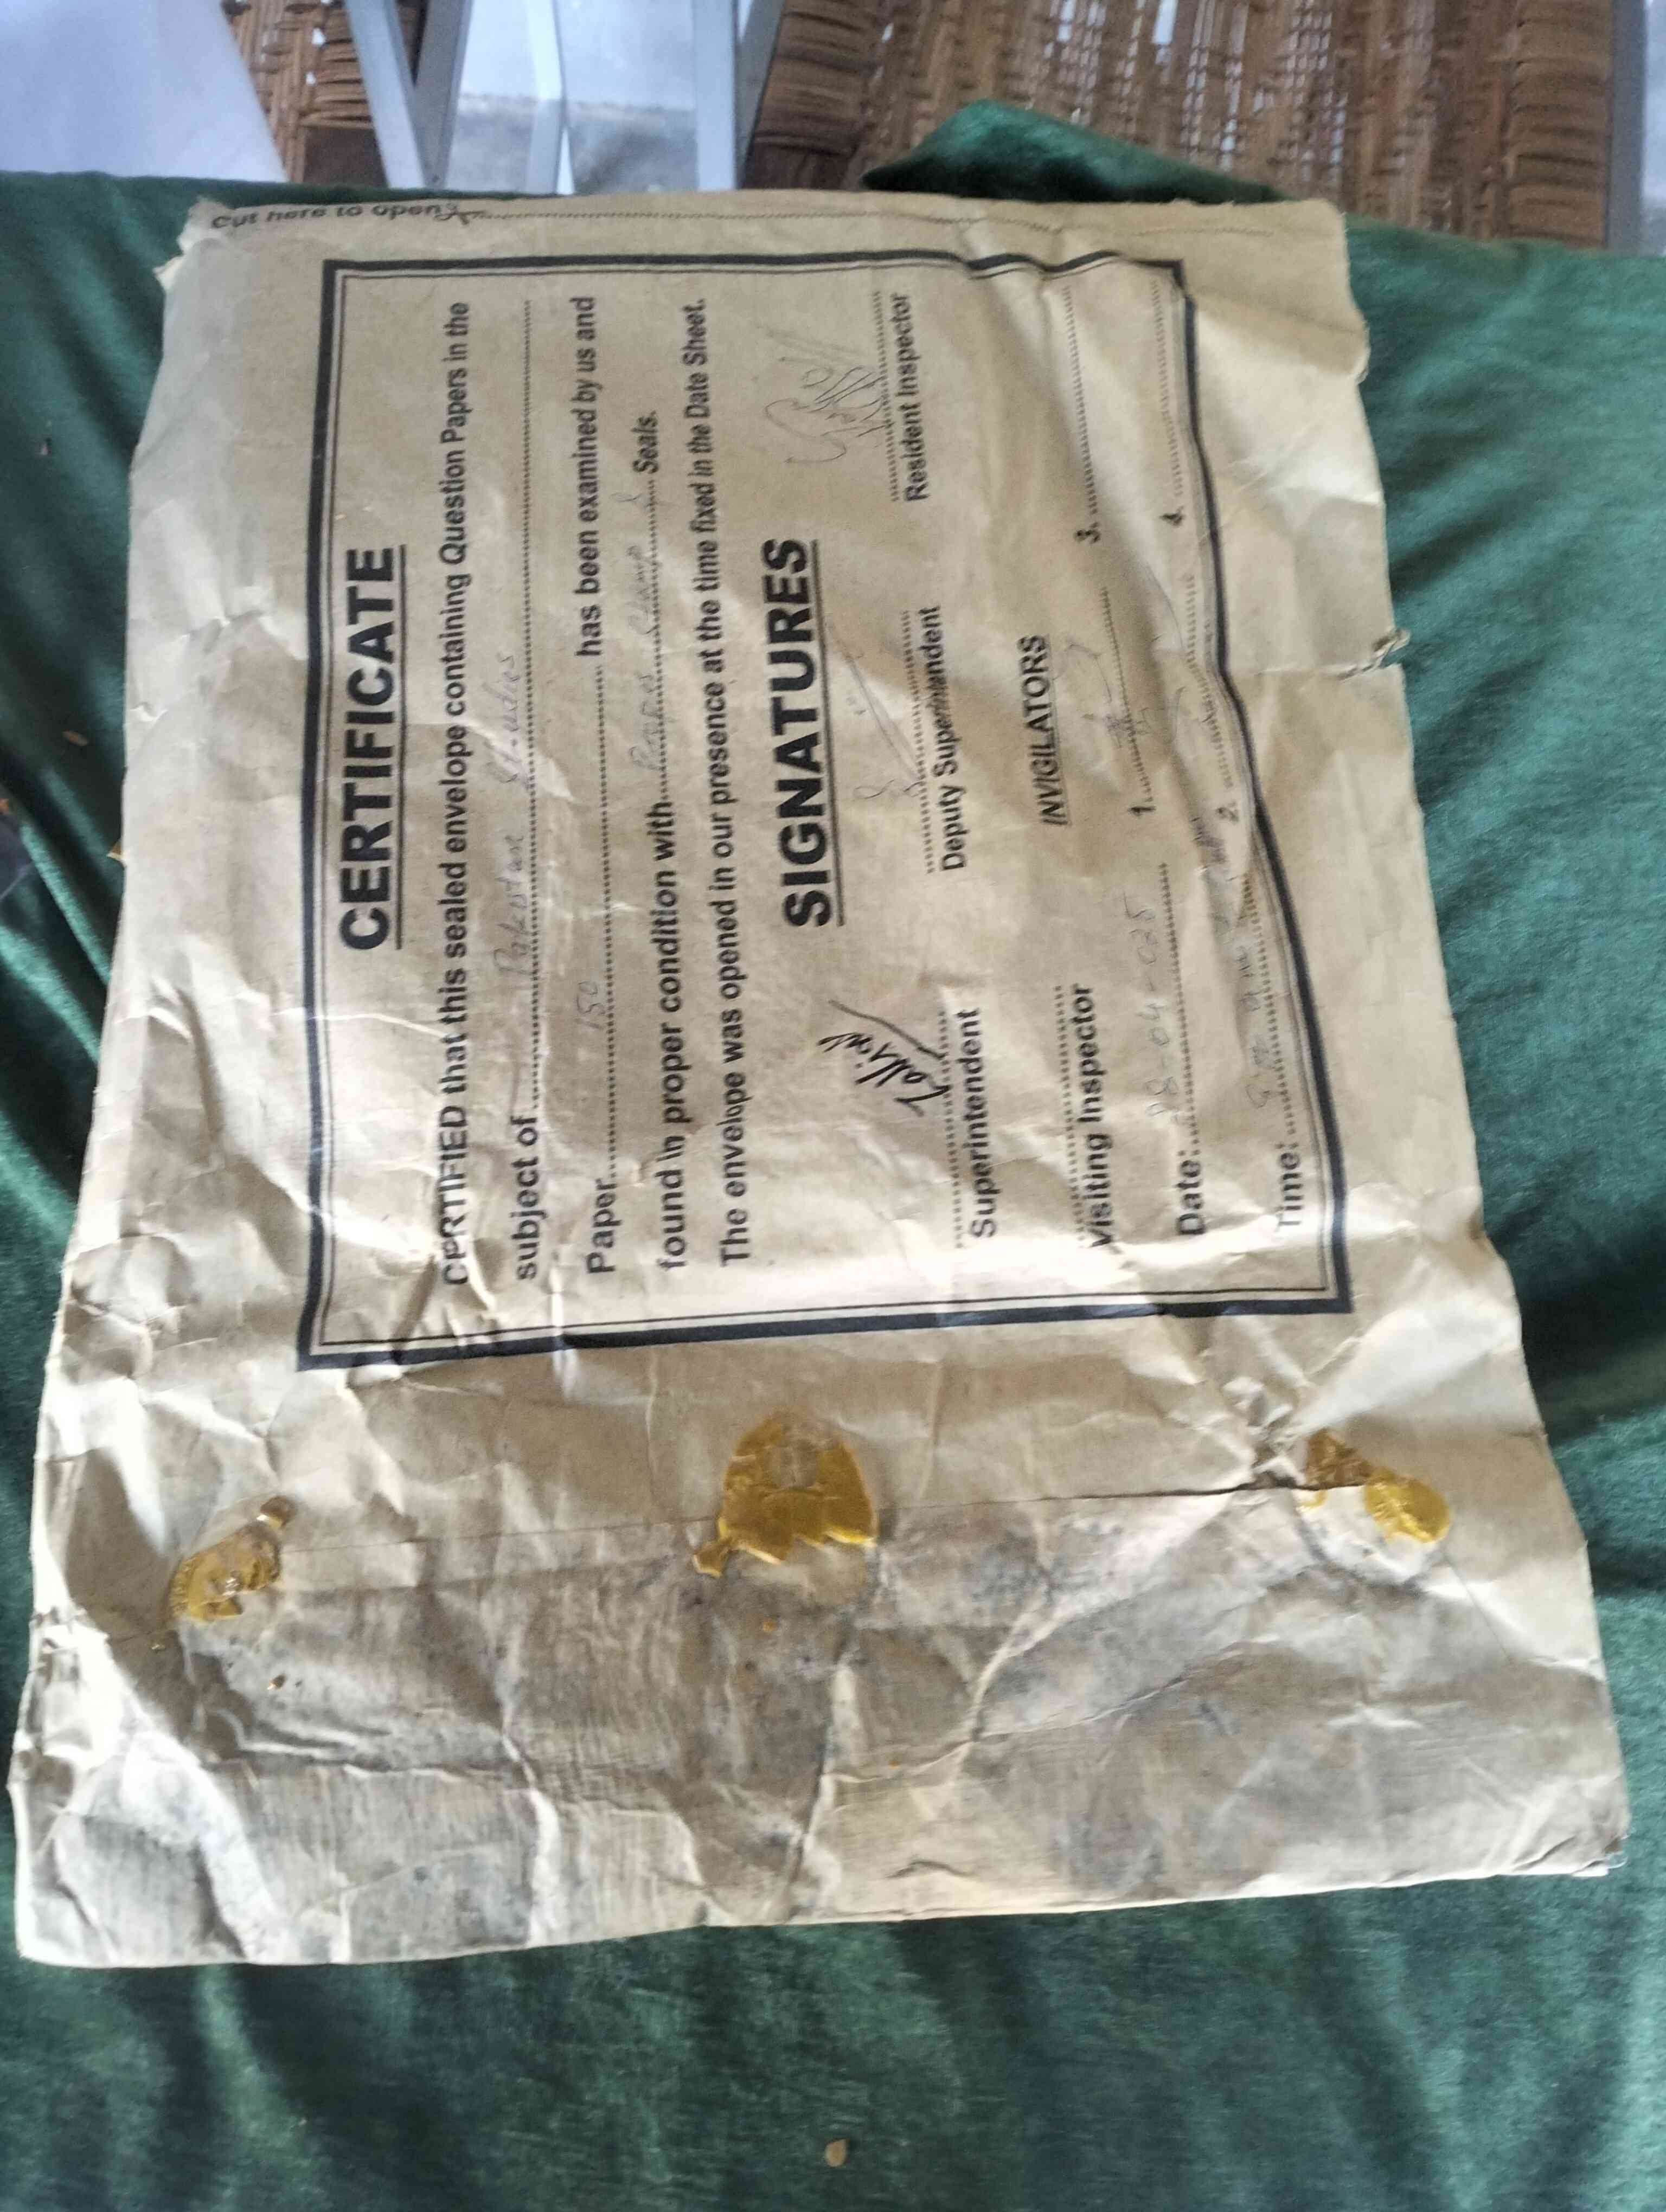 Cut here to open
CERTIFICATE
CERTIFIED that this sealed envelope containing Question Papers in the
subject of Pakistan Studies
Paper 150 has been examined by us and
found in proper condition with Seals.
The envelope was opened in our presence at the time fixed in the Date Sheet.
SIGNATURES
Superintendent Deputy Superintendent Resident Inspector
Visiting Inspector INVIGILATORS
Date: 28-04-025 1. 3.
Time: 2. 4.